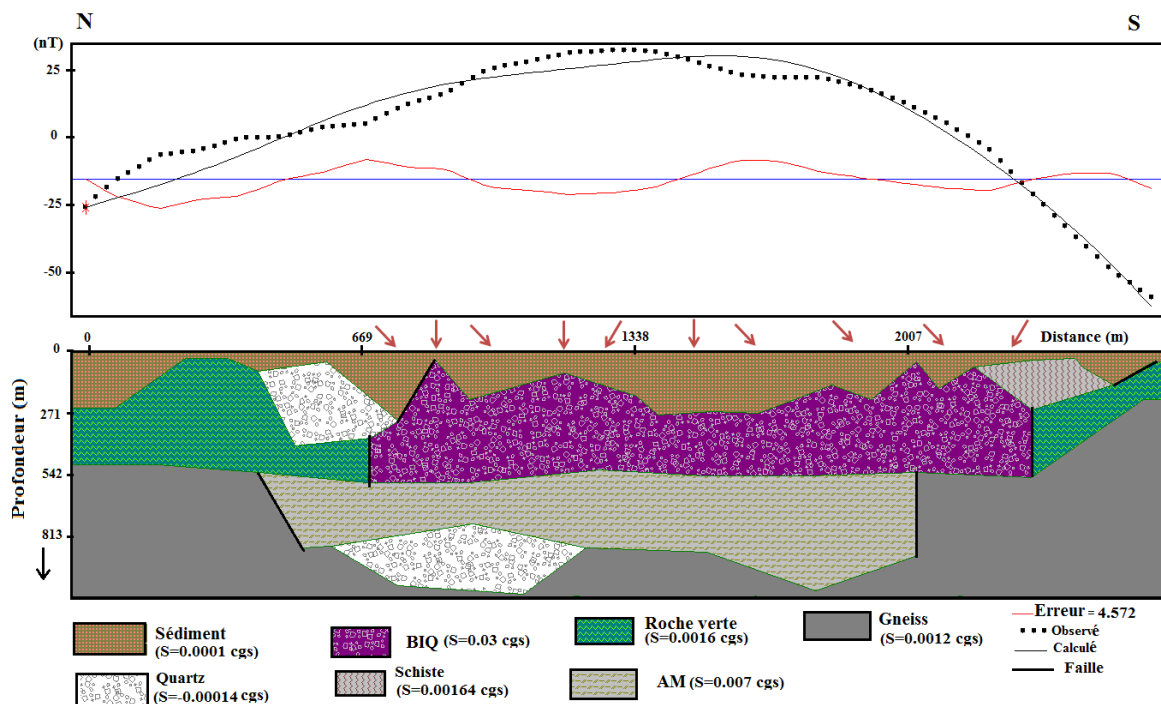 N
S
(nT)
25
0
-25
-50
0
669
1338
2007
Distance (m)
0
271
542
813
Profondeur (m)
Sédiment
(S=0.0001 cgs)
BIQ (S=0.03 cgs)
Roche verte
(S=0.0016 cgs)
Gneiss
(S=0.0012 cgs)
Erreur = 4.572
Observé
Calculé
Faille
Quartz
(S=-0.00014 cgs)
Schiste
(S=0.00164 cgs)
AM (S=0.007 cgs)